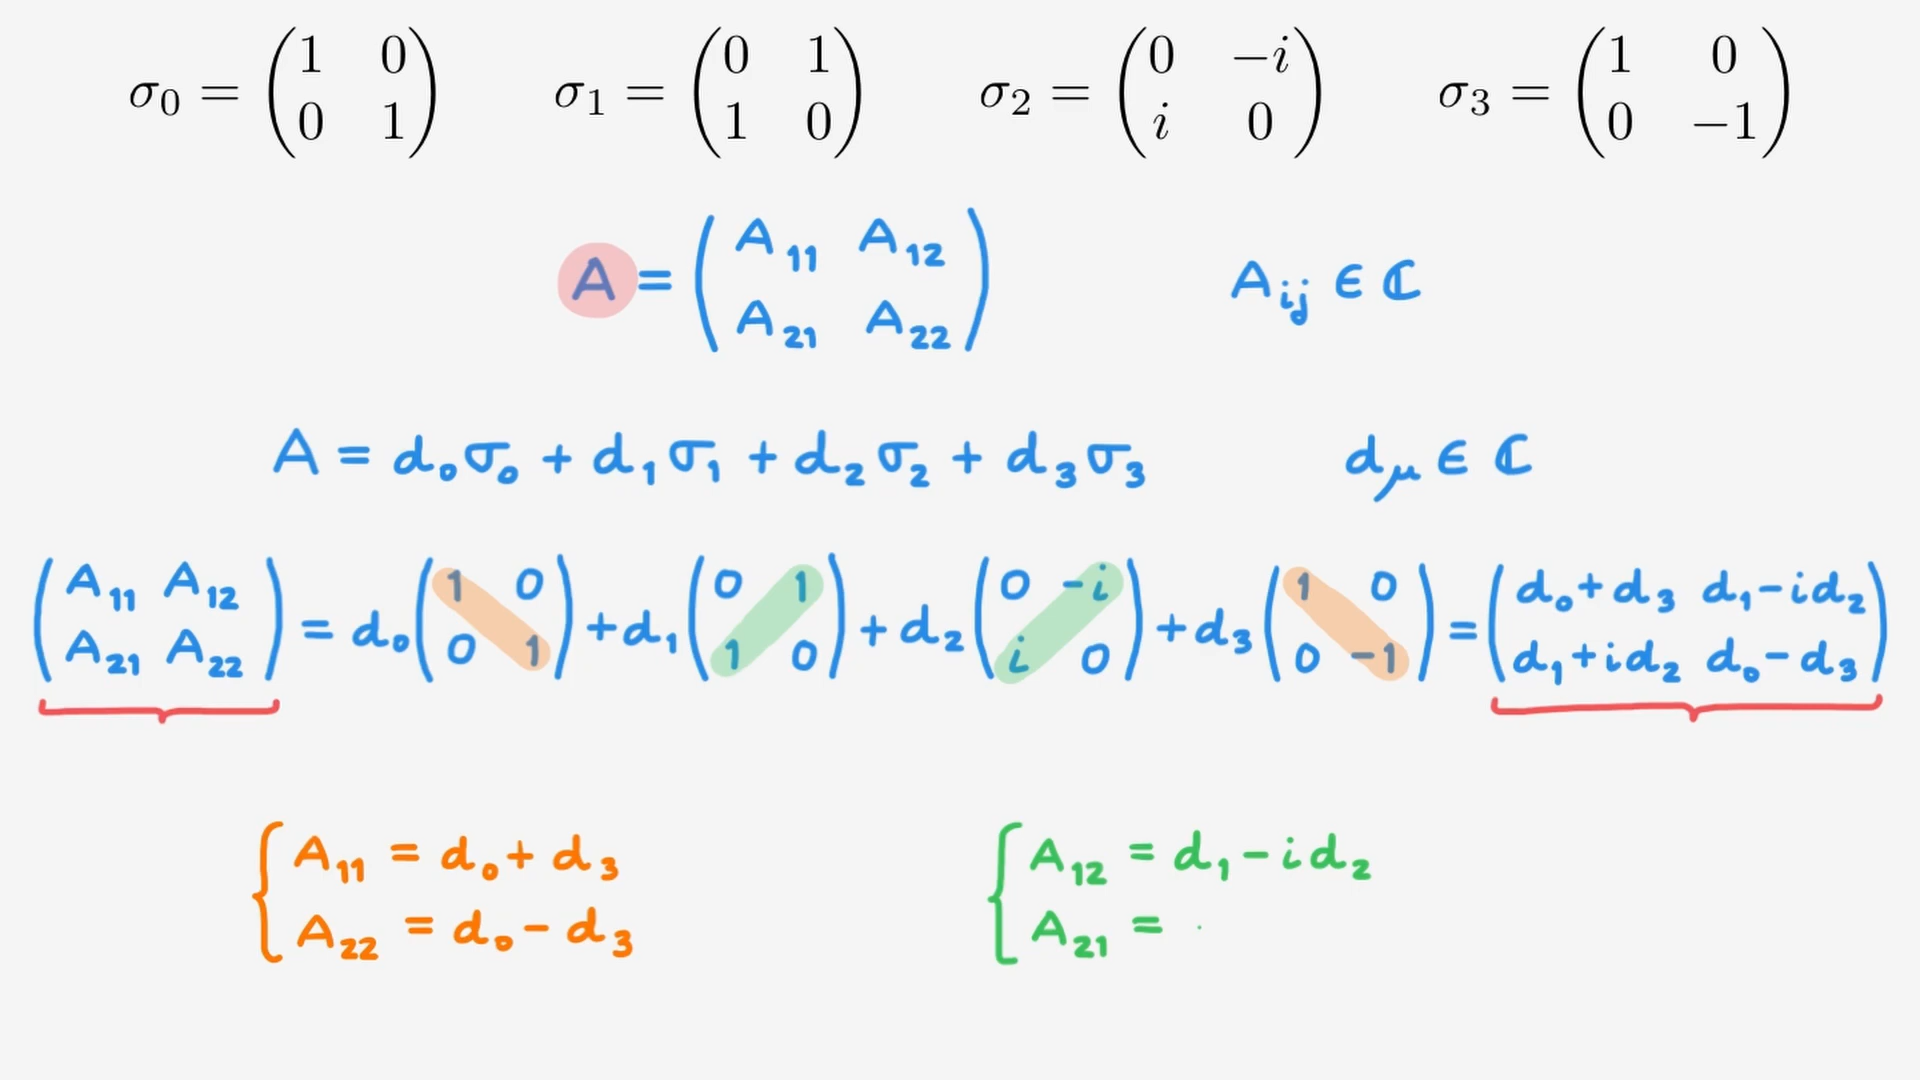 σ₀ = (1 0; 0 1)  σ₁ = (0 1; 1 0)  σ₂ = (0 −i; i 0)  σ₃ = (1 0; 0 −1)
A = (A₁₁ A₁₂; A₂₁ A₂₂)  Aᵢⱼ ∈ ℂ
A = d₀σ₀ + d₁σ₁ + d₂σ₂ + d₃σ₃  d_μ ∈ ℂ
(A₁₁ A₁₂; A₂₁ A₂₂) = d₀(1 0; 0 1) + d₁(0 1; 1 0) + d₂(0 −i; i 0) + d₃(1 0; 0 −1) = (d₀+d₃ d₁−id₂; d₁+id₂ d₀−d₃)
A₁₁ = d₀ + d₃
A₂₂ = d₀ − d₃
A₁₂ = d₁ − id₂
A₂₁ =